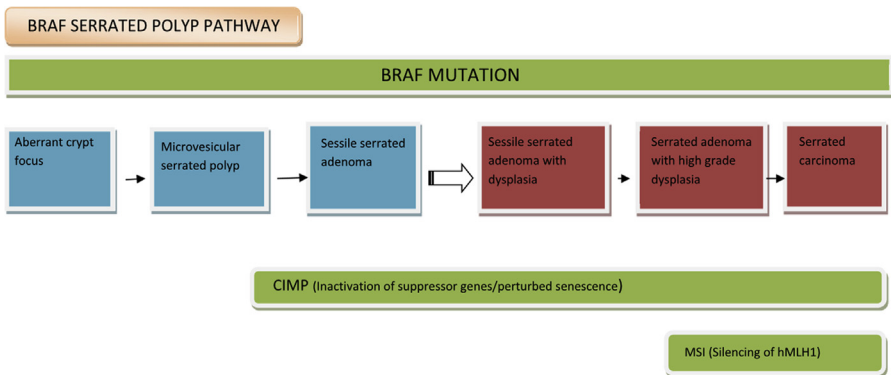 BRAF SERRATED POLYP PATHWAY
BRAF MUTATION
Aberrant crypt
focus
Microvesicular
serrated polyp
Sessile serrated
adenoma
Sessile serrated
adenoma with
dysplasia
Serrated adenoma
with high grade
dysplasia
Serrated
carcinoma
CIMP (Inactivation of suppressor genes/perturbed senescence)
MSI (Silencing of hMLH1)